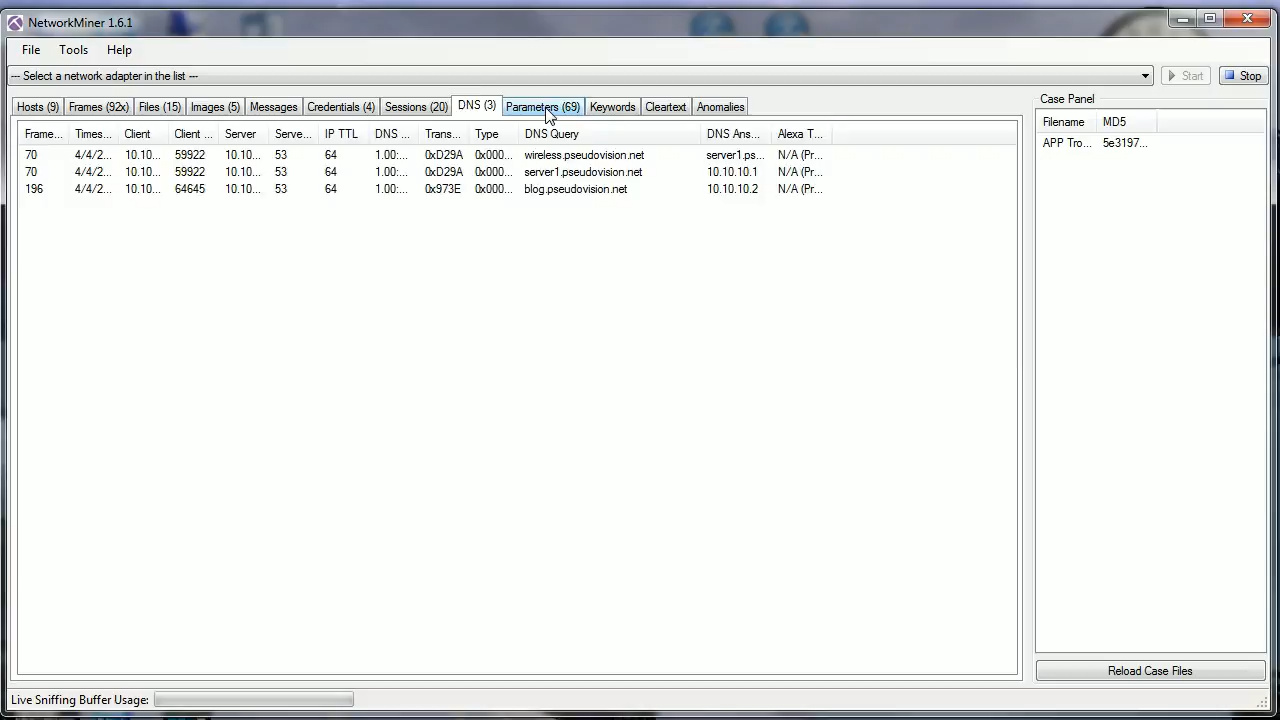 NetworkMiner 1.6.1
File Tools Help
--- Select a network adapter in the list ---
Start Stop
Hosts (9) Frames (92x) Files (15) Images (5) Messages Credentials (4) Sessions (20) DNS (3) Parameters (69) Keywords Cleartext Anomalies
Case Panel
Frame... Times... Client Client ... Server Serve... IP TTL DNS ... Trans... Type DNS Query DNS Ans... Alexa T...
Filename MD5
70 4/4/2... 10.10... 59922 10.10... 53 64 1.00:... 0xD29A 0x000... wireless.pseudovision.net server1.ps... N/A (Pr...
APP Tro... 5e3197...
70 4/4/2... 10.10... 59922 10.10... 53 64 1.00:... 0xD29A 0x000... server1.pseudovision.net 10.10.10.1 N/A (Pr...
196 4/4/2... 10.10... 64645 10.10... 53 64 1.00:... 0x973E 0x000... blog.pseudovision.net 10.10.10.2 N/A (Pr...
Reload Case Files
Live Sniffing Buffer Usage: